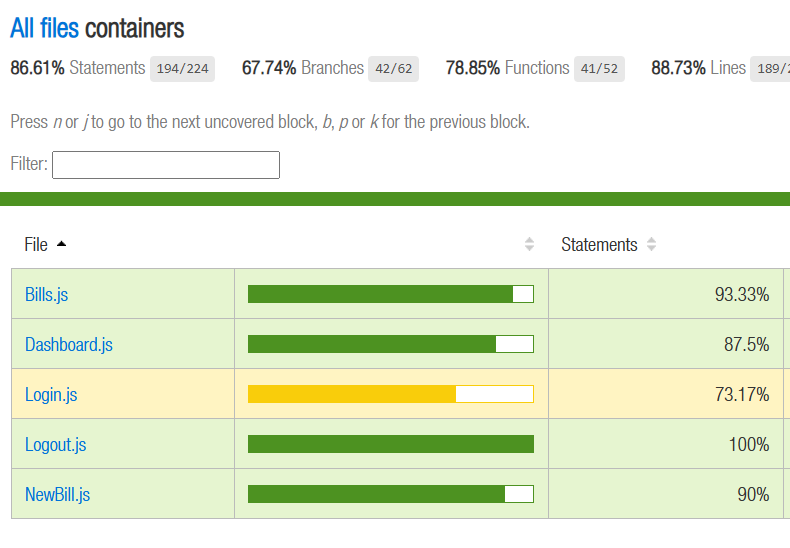 All files containers
86.61% Statements 194/224 67.74% Branches 42/62 78.85% Functions 41/52 88.73% Lines 189/2
Press n or j to go to the next uncovered block, b, p or k for the previous block.
Filter:
File Statements
Bills.js 93.33%
Dashboard.js 87.5%
Login.js 73.17%
Logout.js 100%
NewBill.js 90%